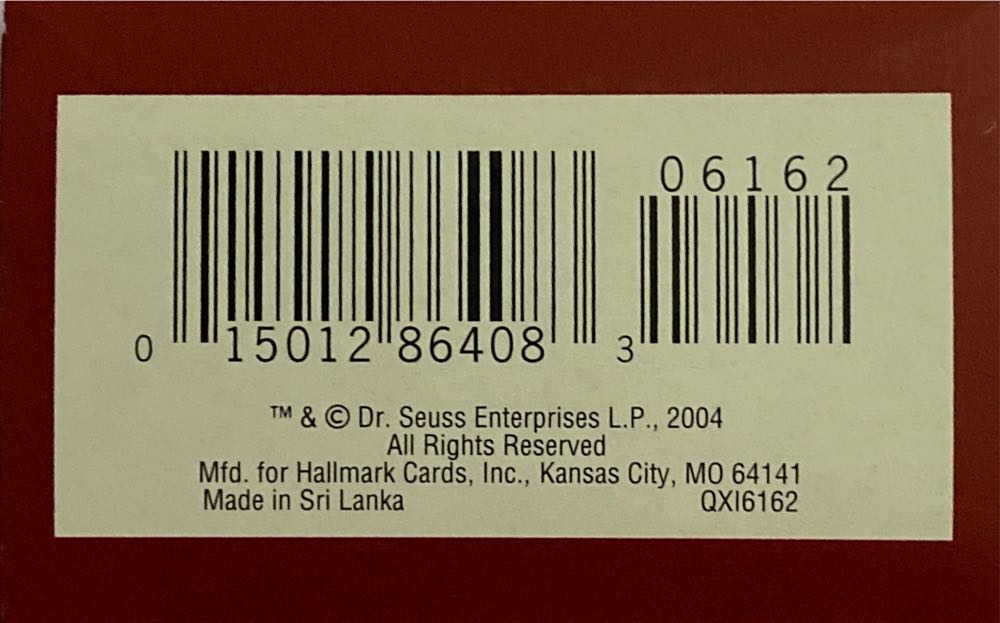 06162
0 15012 86408 3
™ & © Dr. Seuss Enterprises L.P., 2004
All Rights Reserved
Mfd. for Hallmark Cards, Inc., Kansas City, MO 64141
Made in Sri Lanka QXI6162